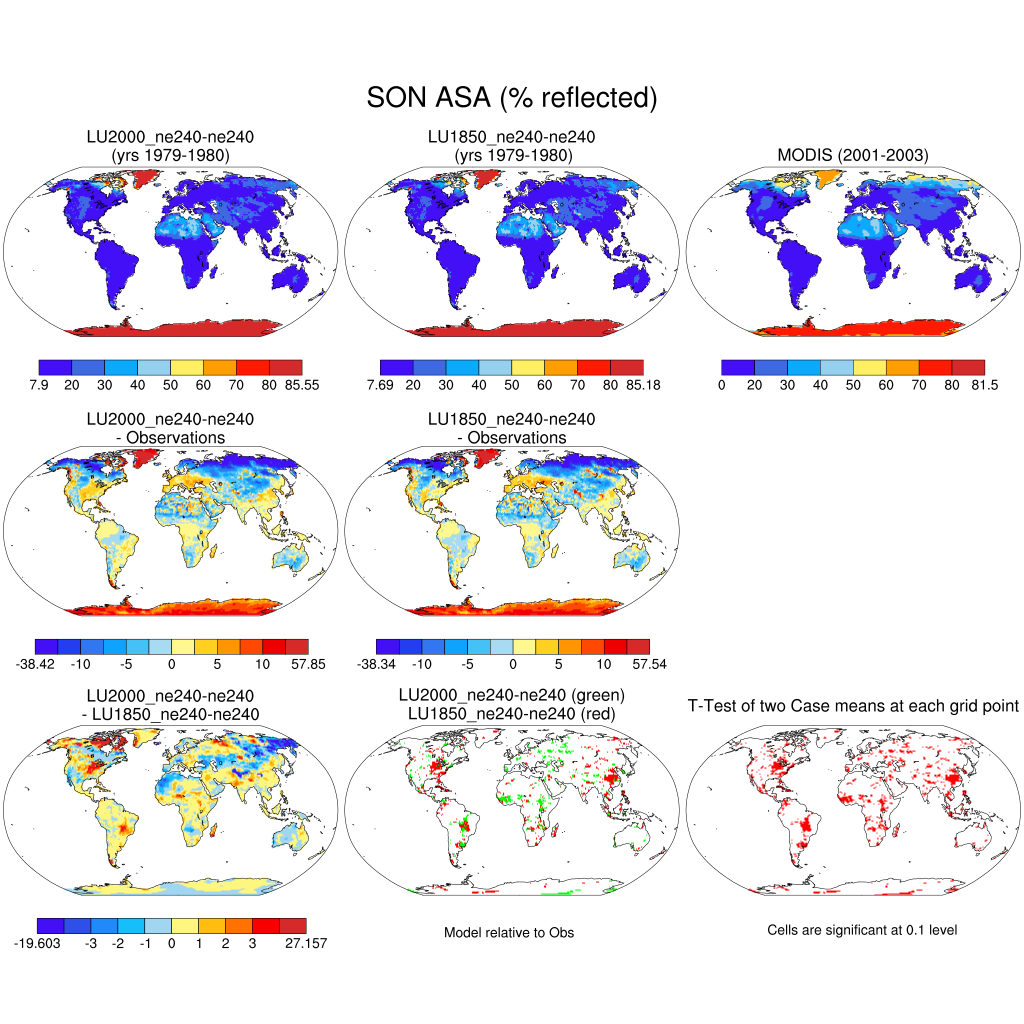 SON ASA (% reflected)
LU2000_ne240-ne240
(yrs 1979-1980)
LU1850_ne240-ne240
(yrs 1979-1980)
MODIS (2001-2003)
7.9 20 30 40 50 60 70 80 85.55
7.69 20 30 40 50 60 70 80 85.18
0 20 30 40 50 60 70 80 81.5
LU2000_ne240-ne240
- Observations
LU1850_ne240-ne240
- Observations
-38.42 -10 -5 0 5 10 57.85
-38.34 -10 -5 0 5 10 57.54
LU2000_ne240-ne240
- LU1850_ne240-ne240
LU2000_ne240-ne240 (green)
LU1850_ne240-ne240 (red)
T-Test of two Case means at each grid point
-19.603 -3 -2 -1 0 1 2 3 27.157
Model relative to Obs
Cells are significant at 0.1 level